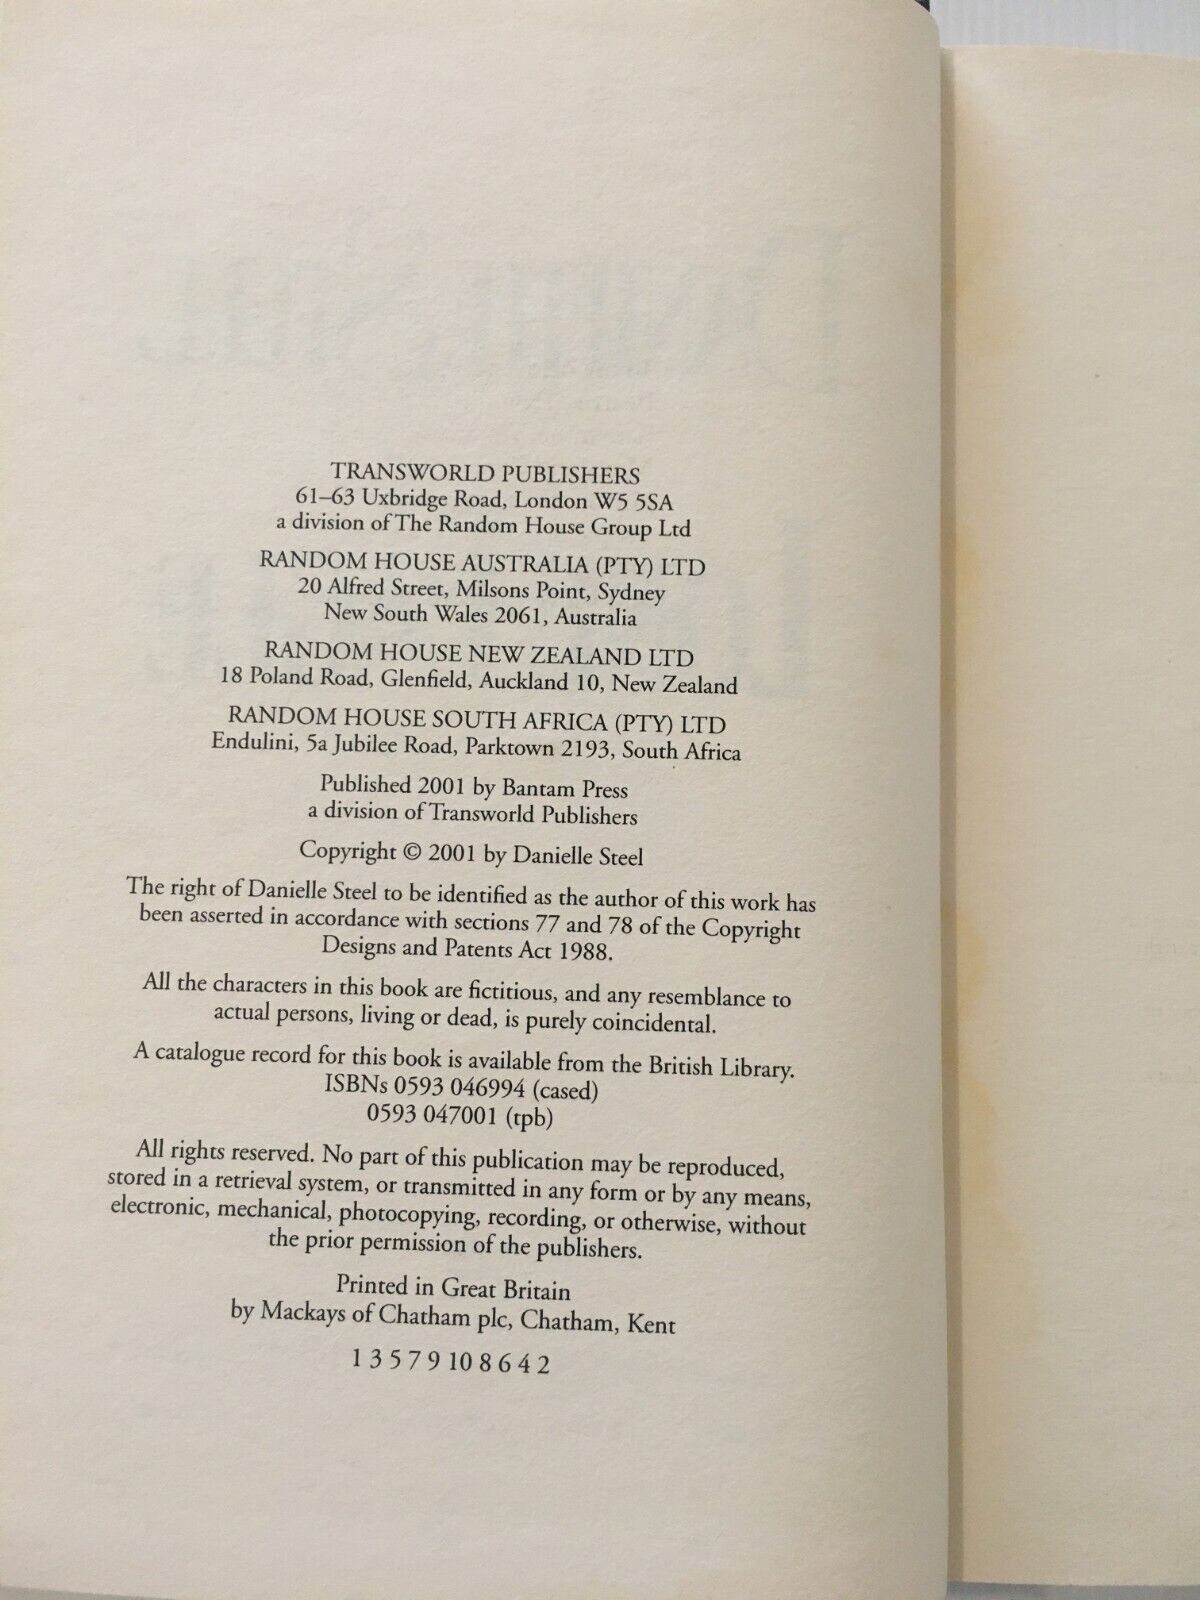 TRANSWORLD PUBLISHERS
61–63 Uxbridge Road, London W5 5SA
a division of The Random House Group Ltd
RANDOM HOUSE AUSTRALIA (PTY) LTD
20 Alfred Street, Milsons Point, Sydney
New South Wales 2061, Australia
RANDOM HOUSE NEW ZEALAND LTD
18 Poland Road, Glenfield, Auckland 10, New Zealand
RANDOM HOUSE SOUTH AFRICA (PTY) LTD
Endulini, 5a Jubilee Road, Parktown 2193, South Africa
Published 2001 by Bantam Press
a division of Transworld Publishers
Copyright © 2001 by Danielle Steel
The right of Danielle Steel to be identified as the author of this work has
been asserted in accordance with sections 77 and 78 of the Copyright
Designs and Patents Act 1988.
All the characters in this book are fictitious, and any resemblance to
actual persons, living or dead, is purely coincidental.
A catalogue record for this book is available from the British Library.
ISBNs 0593 046994 (cased)
0593 047001 (tpb)
All rights reserved. No part of this publication may be reproduced,
stored in a retrieval system, or transmitted in any form or by any means,
electronic, mechanical, photocopying, recording, or otherwise, without
the prior permission of the publishers.
Printed in Great Britain
by Mackays of Chatham plc, Chatham, Kent
1 3 5 7 9 10 8 6 4 2